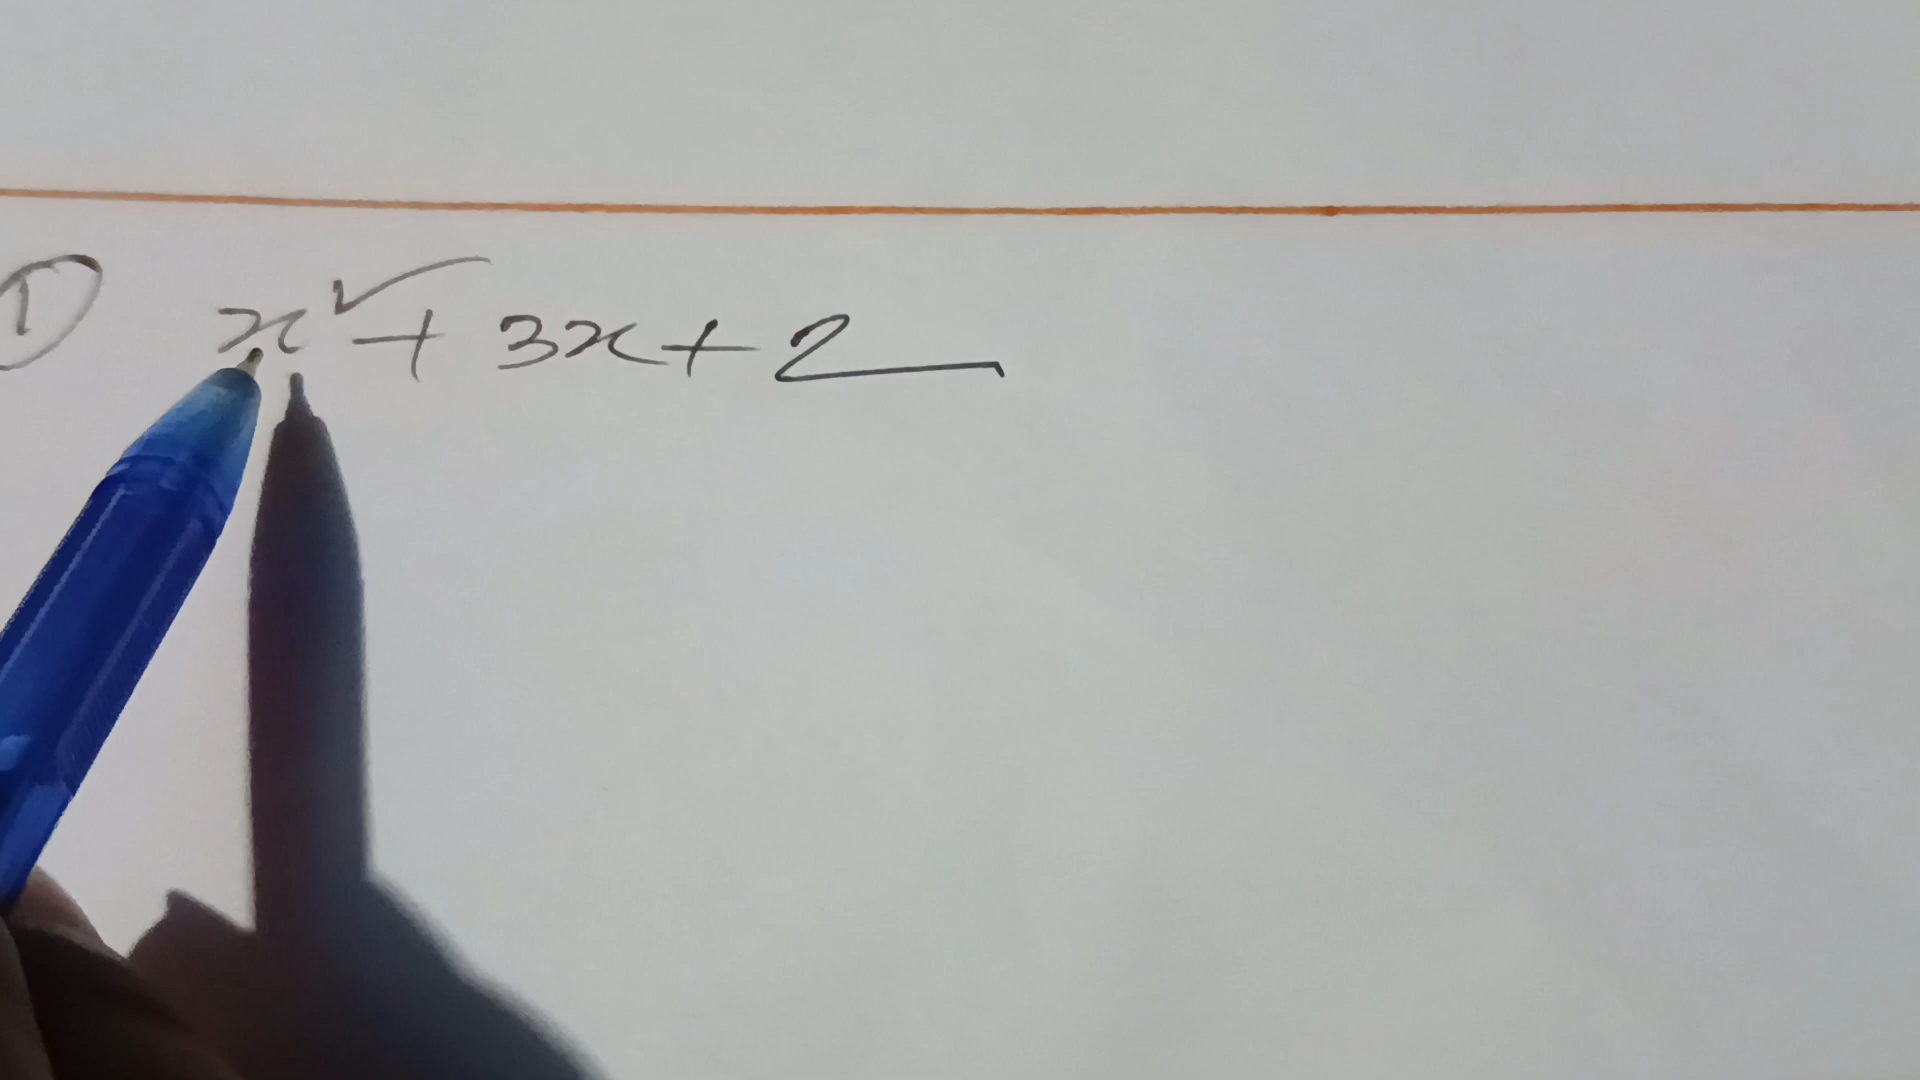 ① x² + 3x + 2